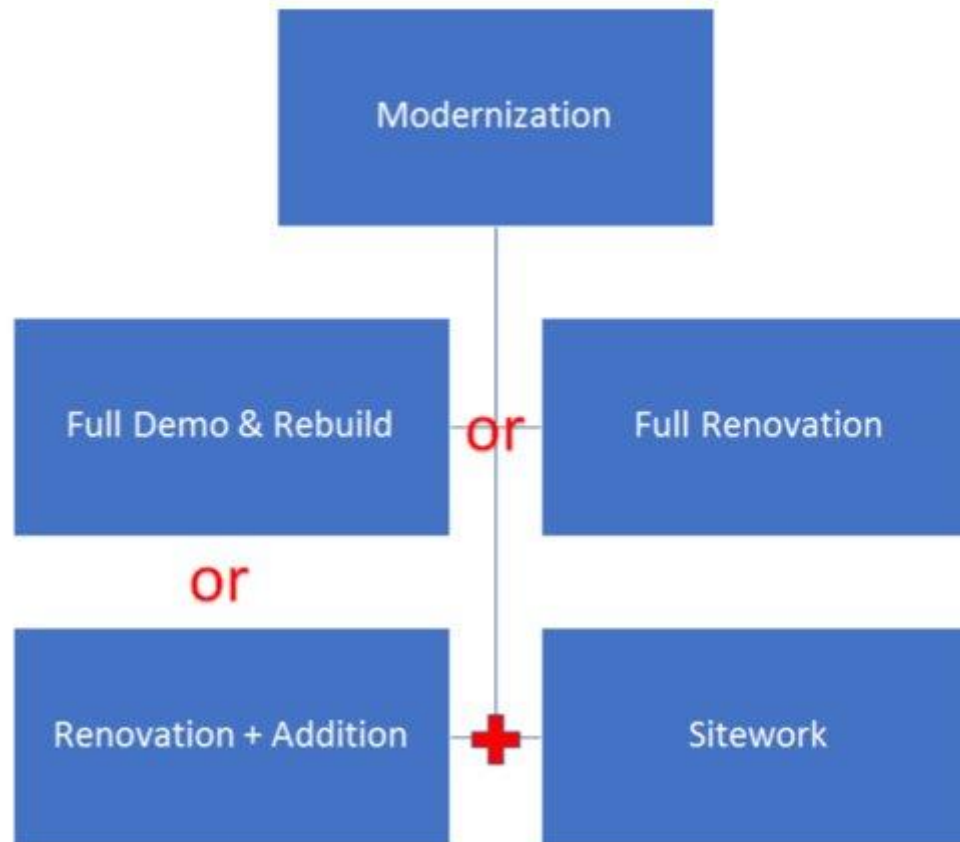 Modernization
Full Demo & Rebuild
or
Full Renovation
or
Renovation + Addition
Sitework